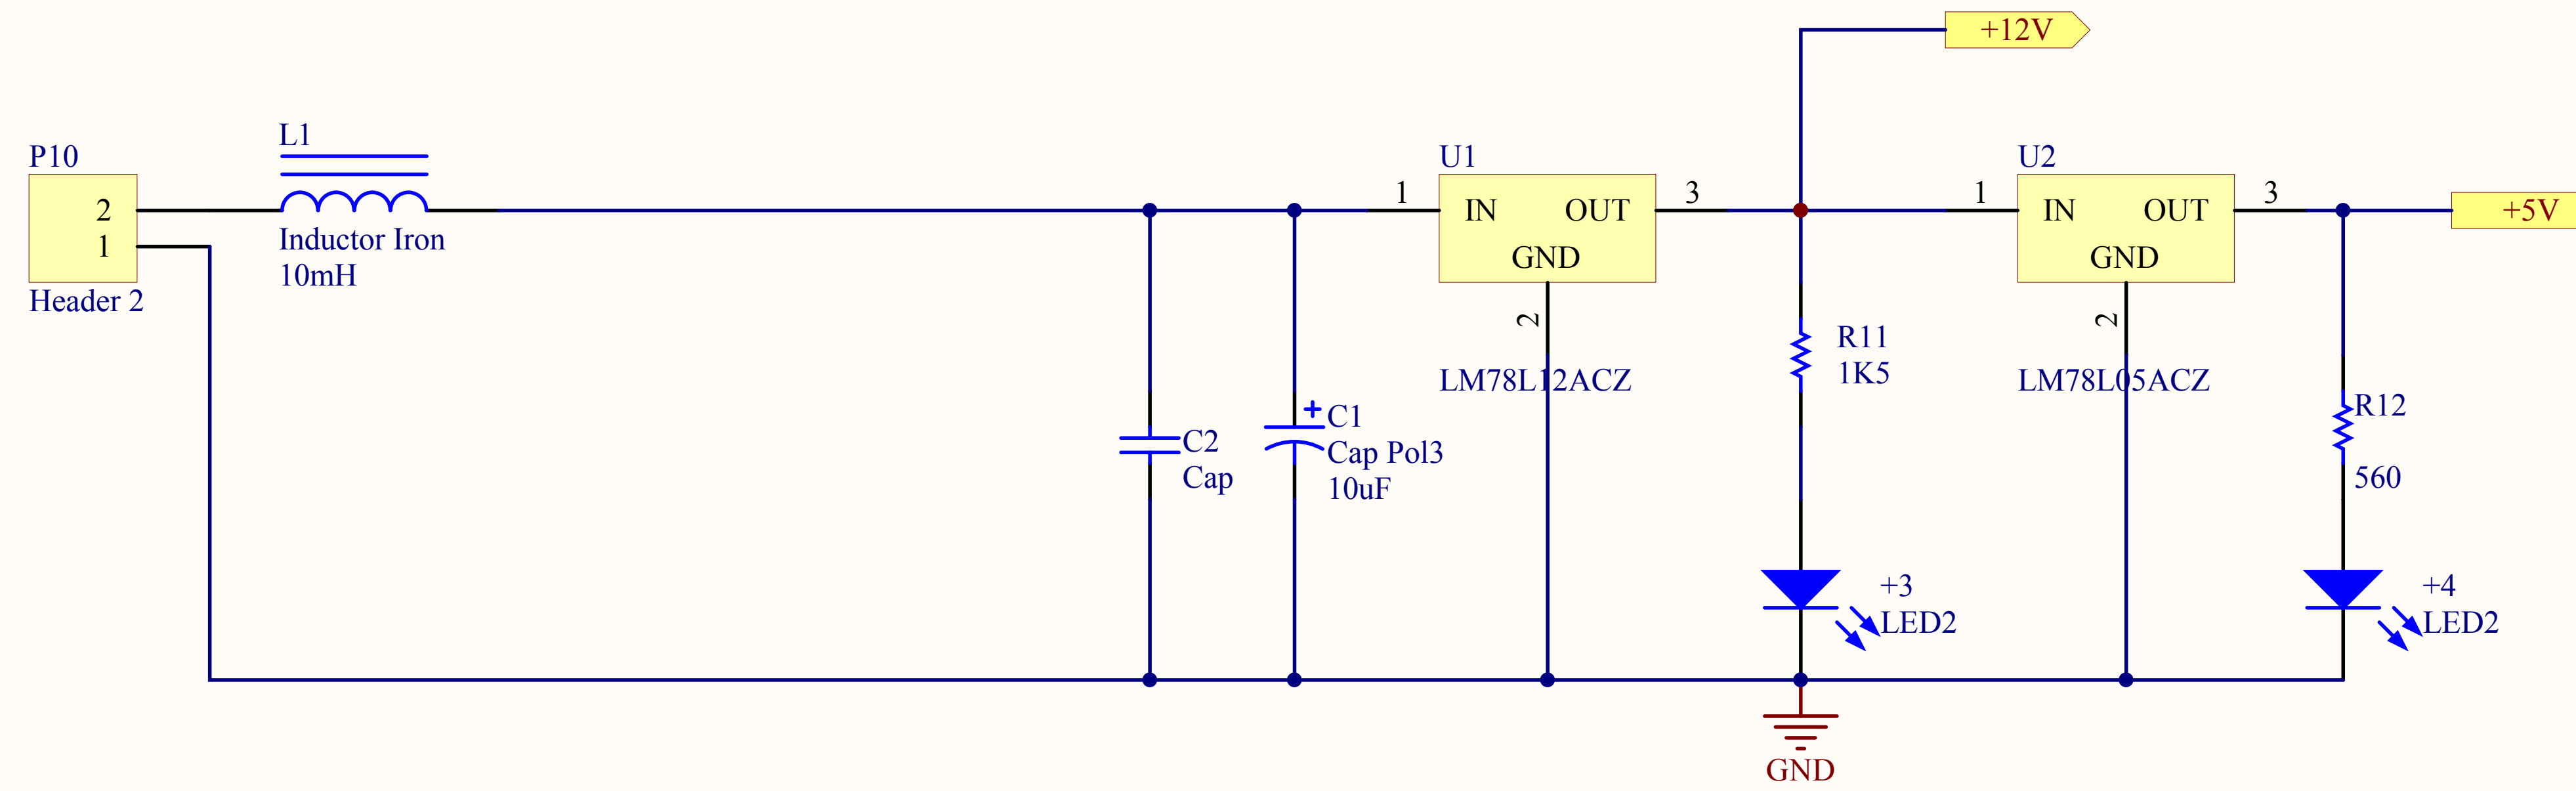 +12V
L1
P10
2
1
Header 2
Inductor Iron
10mH
C2
Cap
C1
Cap Pol3
10uF
U1
1
IN
OUT
3
GND
2
LM78L12ACZ
R11
1K5
+3
LED2
GND
U2
1
IN
OUT
3
GND
2
LM78L05ACZ
+5V
R12
560
+4
LED2